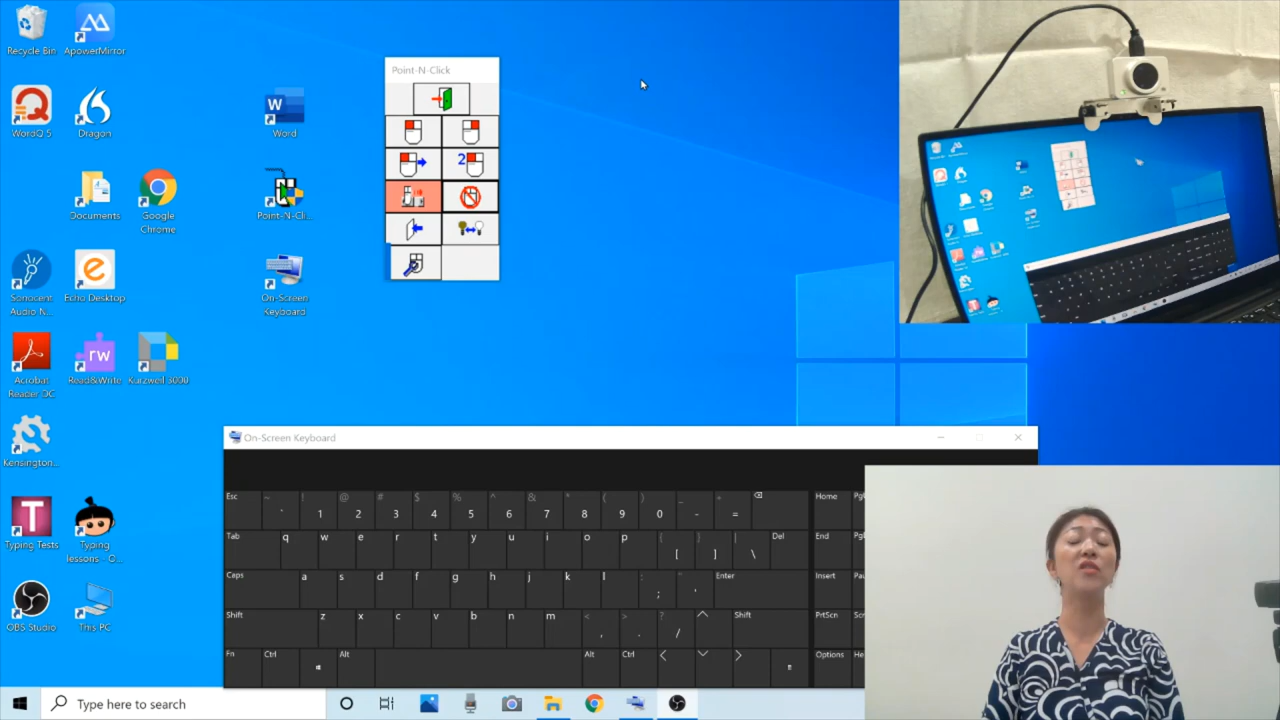 Recycle Bin
ApowerMirror
WordQ 5
Dragon
Word
W
Documents
Google
Chrome
Point-N-Cli...
Sonocent
Audio N...
Echo Desktop
On-Screen
Keyboard
Acrobat
Reader DC
rw
Read&Write
Kurzweil 3000
Kensington...
T
Typing Tests
Typing
lessons - O...
OBS Studio
This PC
Point-N-Click
2
On-Screen Keyboard
Esc ~ ` ! 1 @ 2 # 3 $ 4 % 5 ^ 6 & 7 * 8 ( 9 ) 0 _ - + = Home
Tab q w e r t y u i o p { [ } ] | \ Del End
Caps a s d f g h j k l : ; " ' Enter Insert
Shift z x c v b n m < , > . ? / Shift PrtScn
Fn Ctrl Alt Alt Ctrl Options
Type here to search